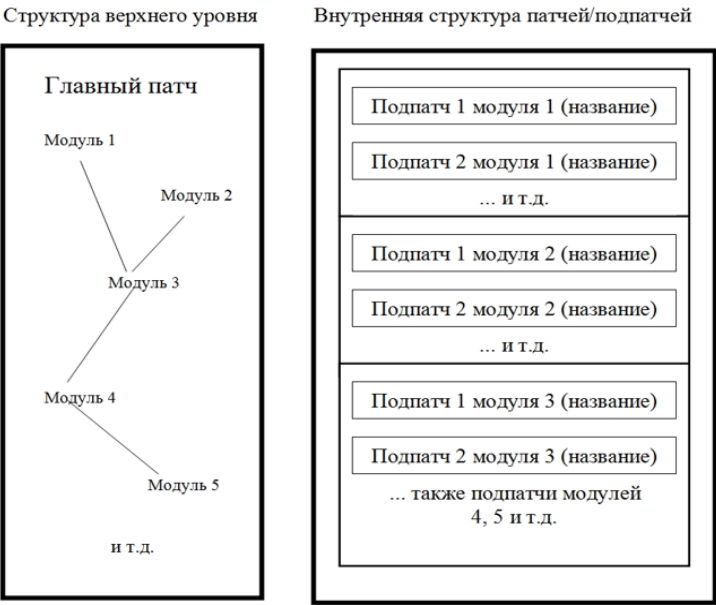 Структура верхнего уровня
Главный патч
Модуль 1
Модуль 2
Модуль 3
Модуль 4
Модуль 5
и т.д.
Внутренняя структура патчей/подпатчей
Подпатч 1 модуля 1 (название)
Подпатч 2 модуля 1 (название)
... и т.д.
Подпатч 1 модуля 2 (название)
Подпатч 2 модуля 2 (название)
... и т.д.
Подпатч 1 модуля 3 (название)
Подпатч 2 модуля 3 (название)
... также подпатчи модулей
4, 5 и т.д.